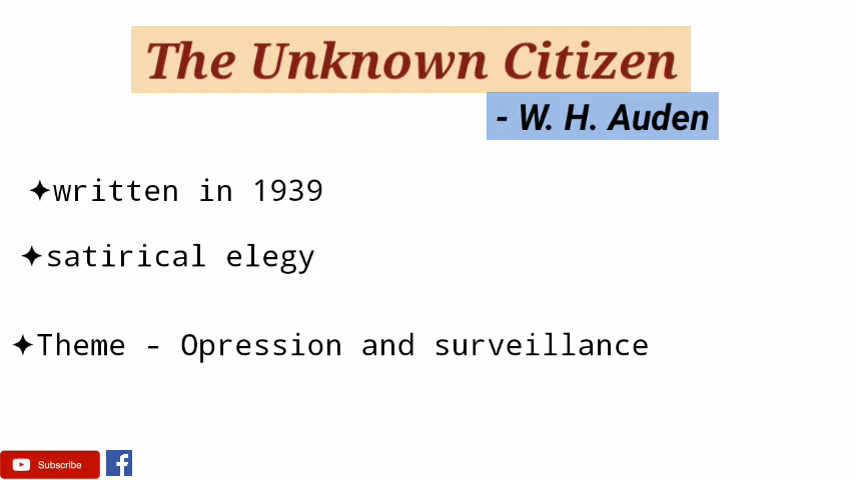 The Unknown Citizen
- W. H. Auden
✦written in 1939
✦satirical elegy
✦Theme - Opression and surveillance
Subscribe